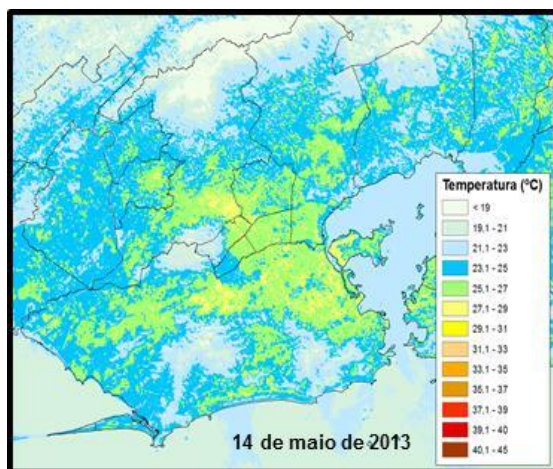 Temperatura (°C)
< 19
19,1 - 21
21,1 - 23
23,1 - 25
25,1 - 27
27,1 - 29
29,1 - 31
31,1 - 33
33,1 - 35
35,1 - 37
37,1 - 39
39,1 - 40
40,1 - 45
14 de maio de 2013